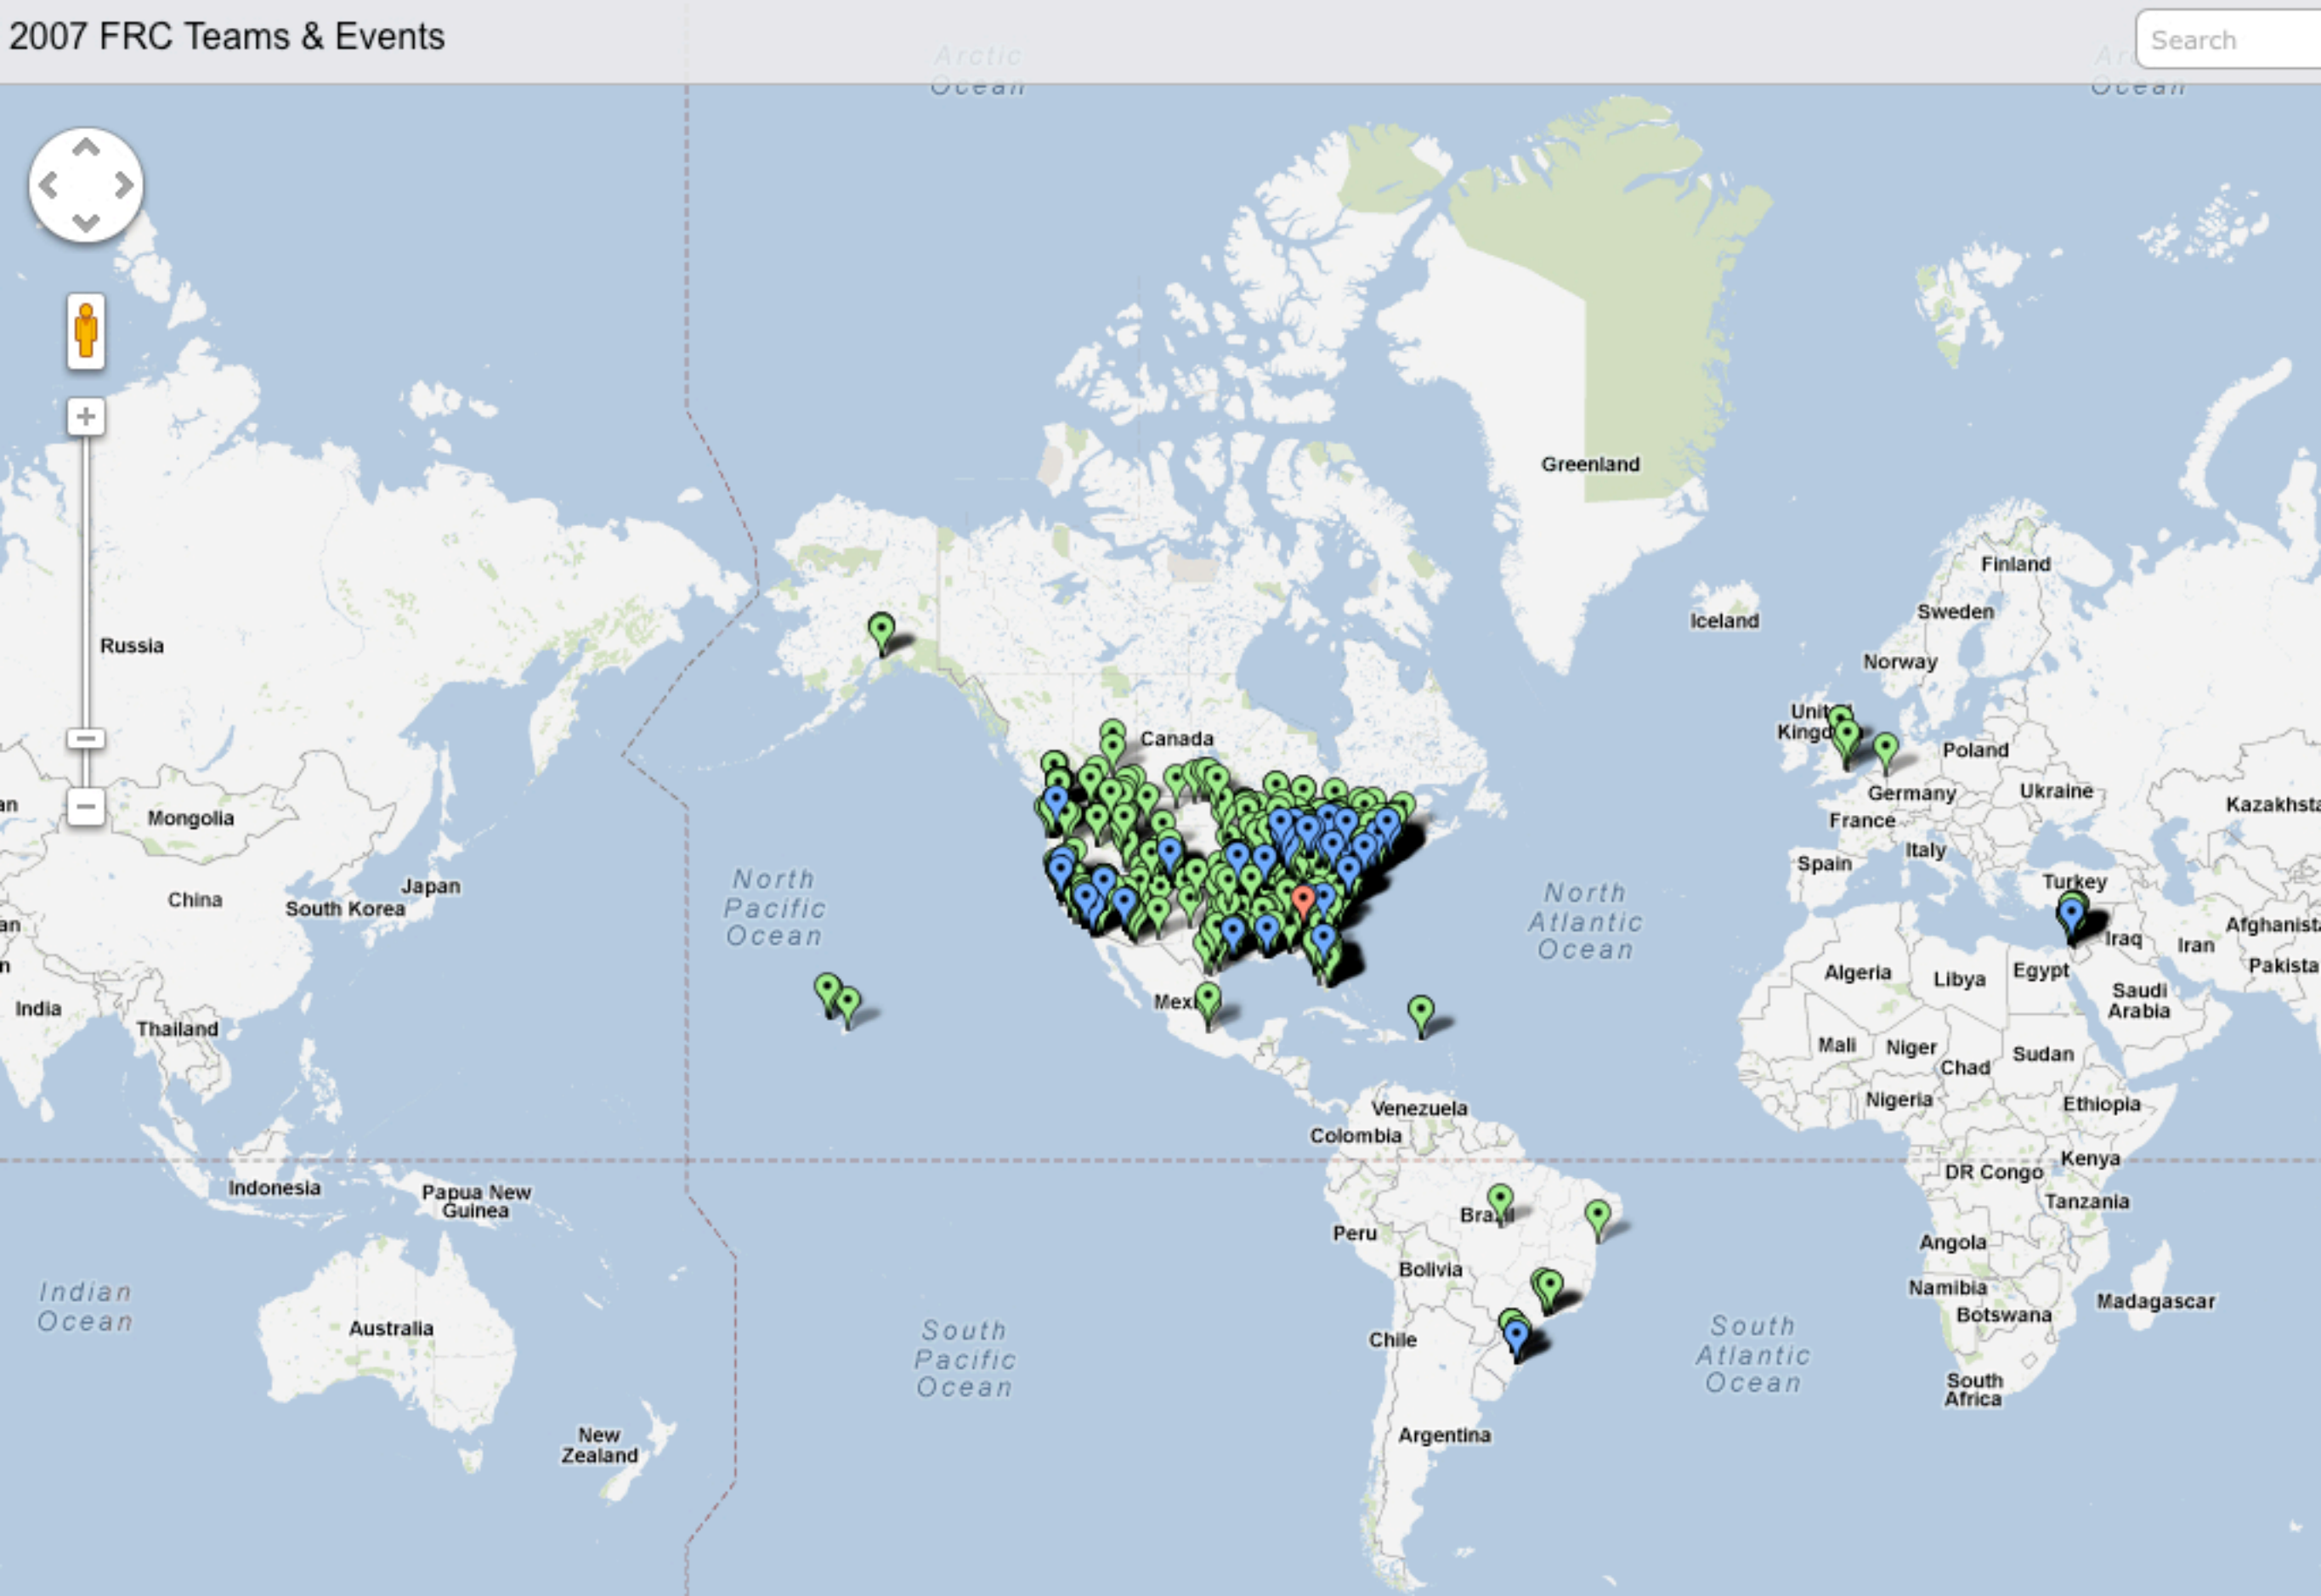 2007 FRC Teams & Events
Search
Arctic
Ocean
Ocean
Greenland
Finland
Iceland
Sweden
Russia
Norway
Canada
Poland
Mongolia
Germany
Ukraine
France
Italy
Spain
Turkey
China
Japan
South Korea
North
Pacific
Ocean
North
Atlantic
Ocean
Iraq
Iran
Algeria
Libya
Egypt
India
Thailand
Saudi
Arabia
Mali
Niger
Chad
Sudan
Nigeria
Ethiopia
Venezuela
Colombia
Indonesia
Papua New
Guinea
DR Congo
Kenya
Tanzania
Peru
Angola
Bolivia
Namibia
Botswana
Madagascar
Indian
Ocean
Australia
South
Pacific
Ocean
Chile
South
Atlantic
Ocean
South
Africa
New
Zealand
Argentina